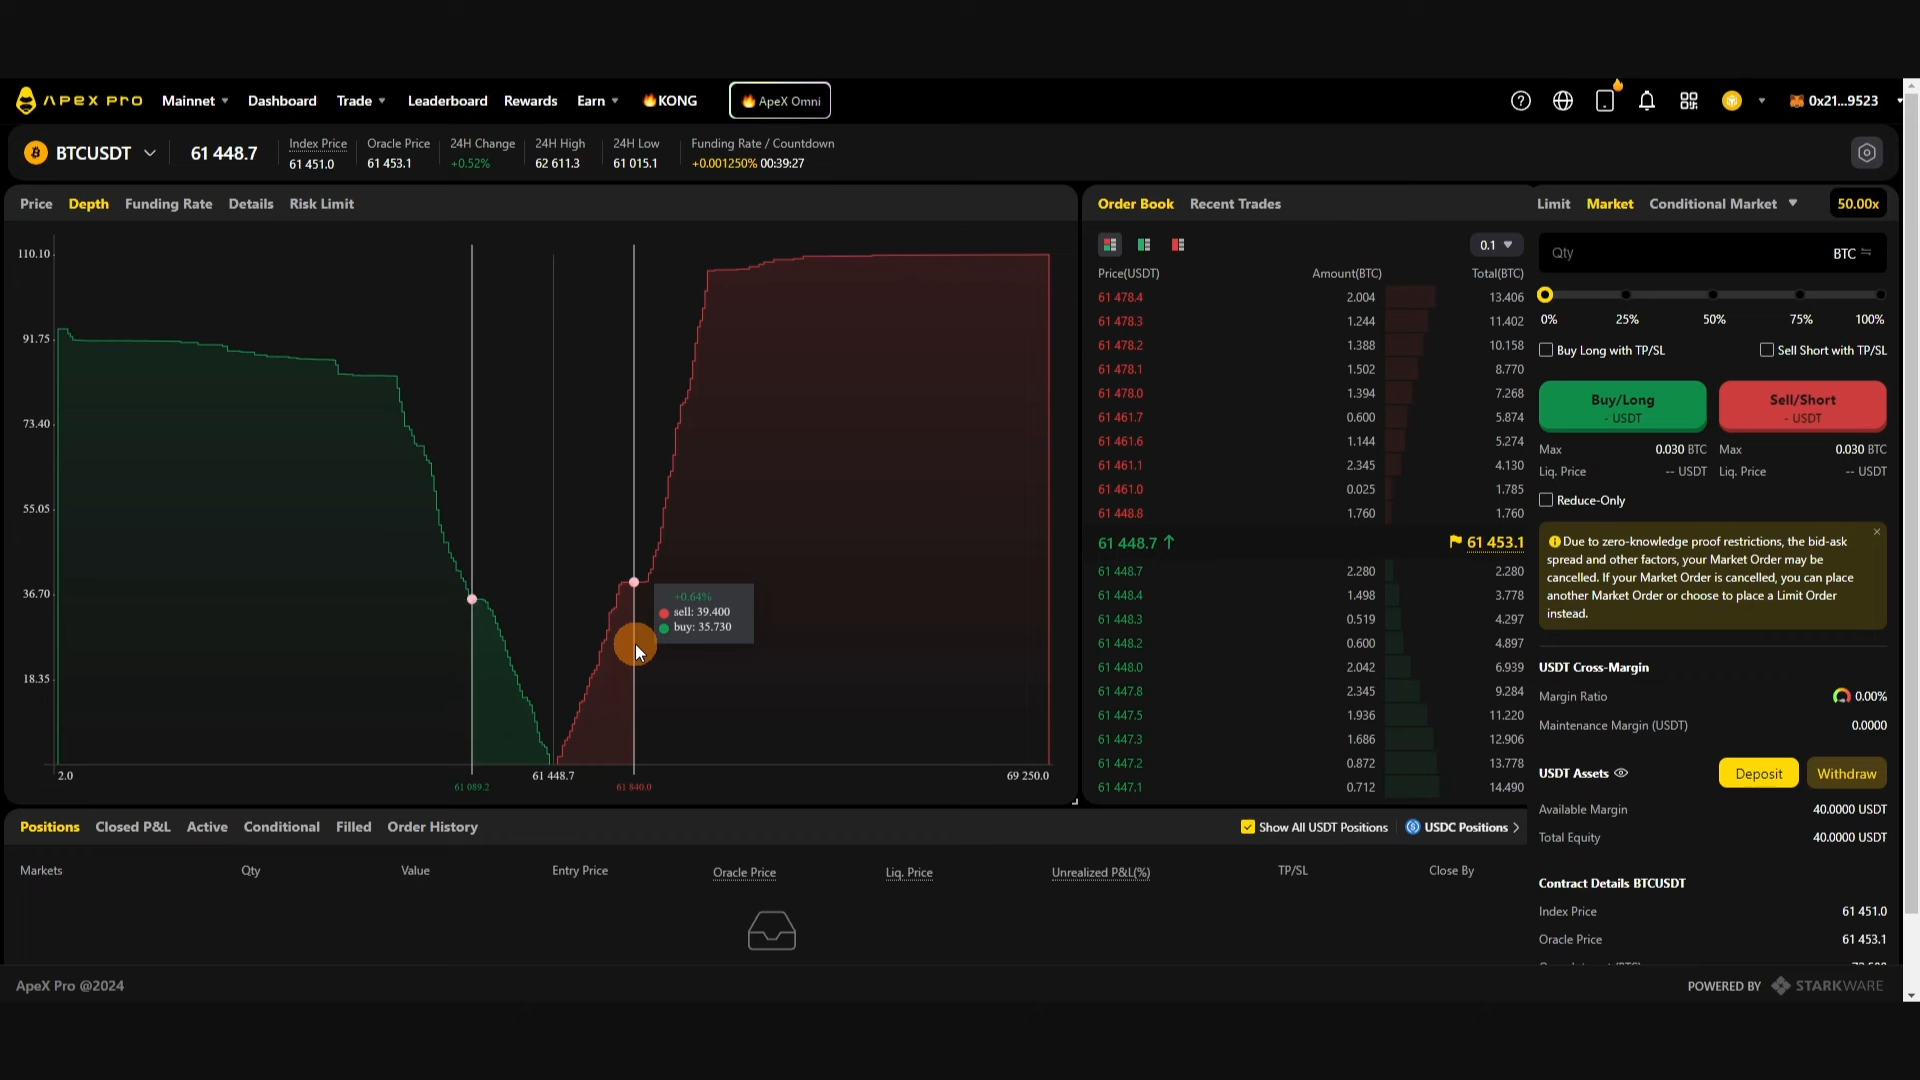 APEX PRO Mainnet Dashboard Trade Leaderboard Rewards Earn KONG ApeX Omni 0x21...9523
BTCUSDT 61 448.7
Index Price 61 451.0
Oracle Price 61 453.1
24H Change +0.52%
24H High 62 611.3
24H Low 61 015.1
Funding Rate / Countdown +0.001250% 00:39:27
Price Depth Funding Rate Details Risk Limit
110.10
91.75
73.40
55.05
36.70
18.35
+0.64%
sell: 39.400
buy: 35.730
2.0 61 448.7 69 250.0
61 089.2 61 840.0
Order Book Recent Trades
0.1
Price(USDT) Amount(BTC) Total(BTC)
61 478.4 2.004 13.406
61 478.3 1.244 11.402
61 478.2 1.388 10.158
61 478.1 1.502 8.770
61 478.0 1.394 7.268
61 461.7 0.600 5.874
61 461.6 1.144 5.274
61 461.1 2.345 4.130
61 461.0 0.025 1.785
61 448.8 1.760 1.760
61 448.7 ↑ 61 453.1
61 448.7 2.280 2.280
61 448.4 1.498 3.778
61 448.3 0.519 4.297
61 448.2 0.600 4.897
61 448.0 2.042 6.939
61 447.8 2.345 9.284
61 447.5 1.936 11.220
61 447.3 1.686 12.906
61 447.2 0.872 13.778
61 447.1 0.712 14.490
Limit Market Conditional Market 50.00x
Qty BTC
0% 25% 50% 75% 100%
Buy Long with TP/SL Sell Short with TP/SL
Buy/Long Sell/Short
- USDT - USDT
Max 0.030 BTC Max 0.030 BTC
Liq. Price -- USDT Liq. Price -- USDT
Reduce-Only
Due to zero-knowledge proof restrictions, the bid-ask
spread and other factors, your Market Order may be
cancelled. If your Market Order is cancelled, you can place
another Market Order or choose to place a Limit Order
instead.
USDT Cross-Margin
Margin Ratio 0.00%
Maintenance Margin (USDT) 0.0000
USDT Assets Deposit Withdraw
Available Margin 40.0000 USDT
Total Equity 40.0000 USDT
Contract Details BTCUSDT
Index Price 61 451.0
Oracle Price 61 453.1
Positions Closed P&L Active Conditional Filled Order History Show All USDT Positions USDC Positions
Markets Qty Value Entry Price Oracle Price Liq. Price Unrealized P&L(%) TP/SL Close By
ApeX Pro @2024 POWERED BY STARKWARE